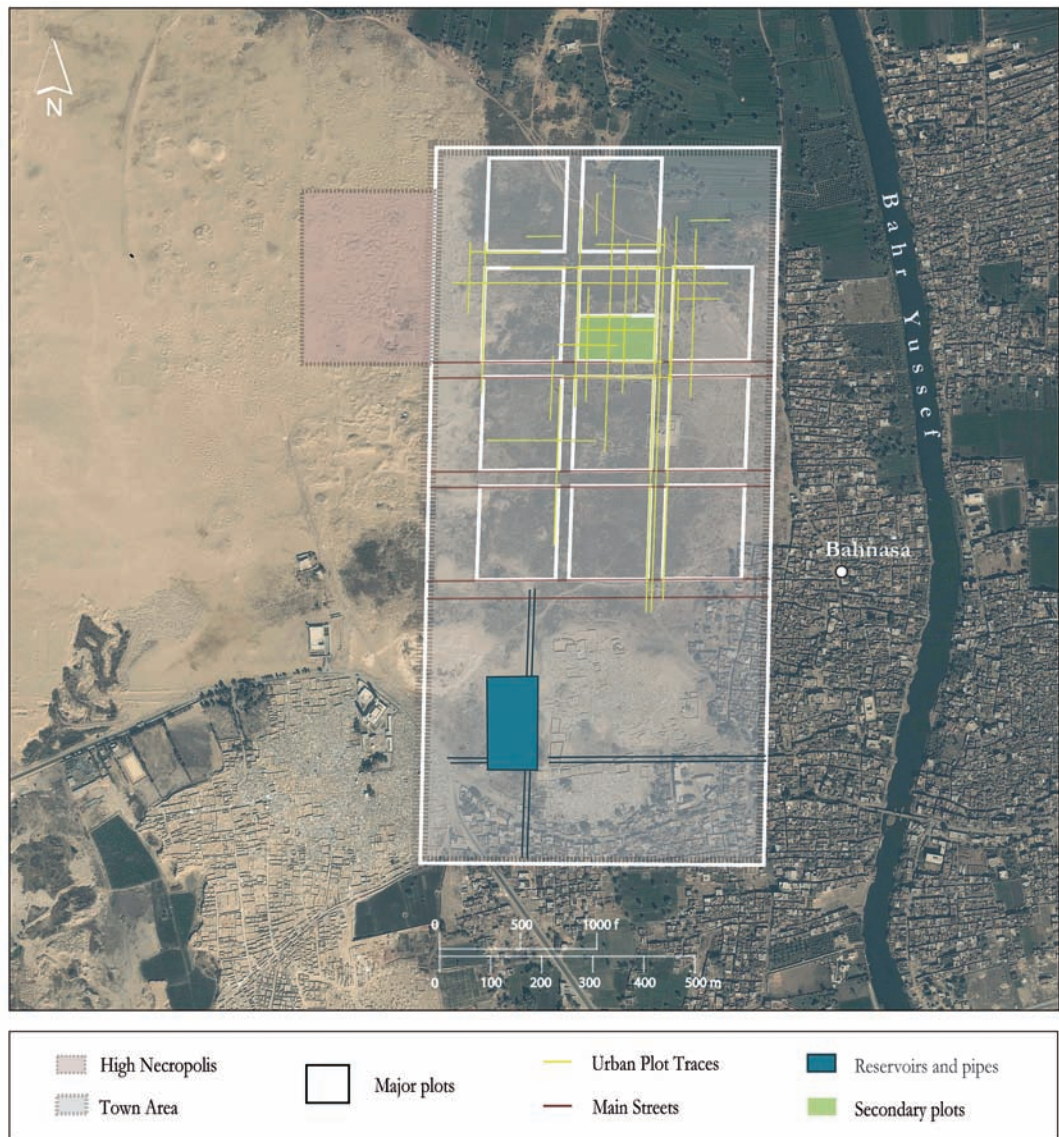 N
Bahr Yussef
Bahnasa
0 500 1000 f
0 100 200 300 400 500 m
High Necropolis
Town Area
Major plots
Urban Plot Traces
Main Streets
Reservoirs and pipes
Secondary plots